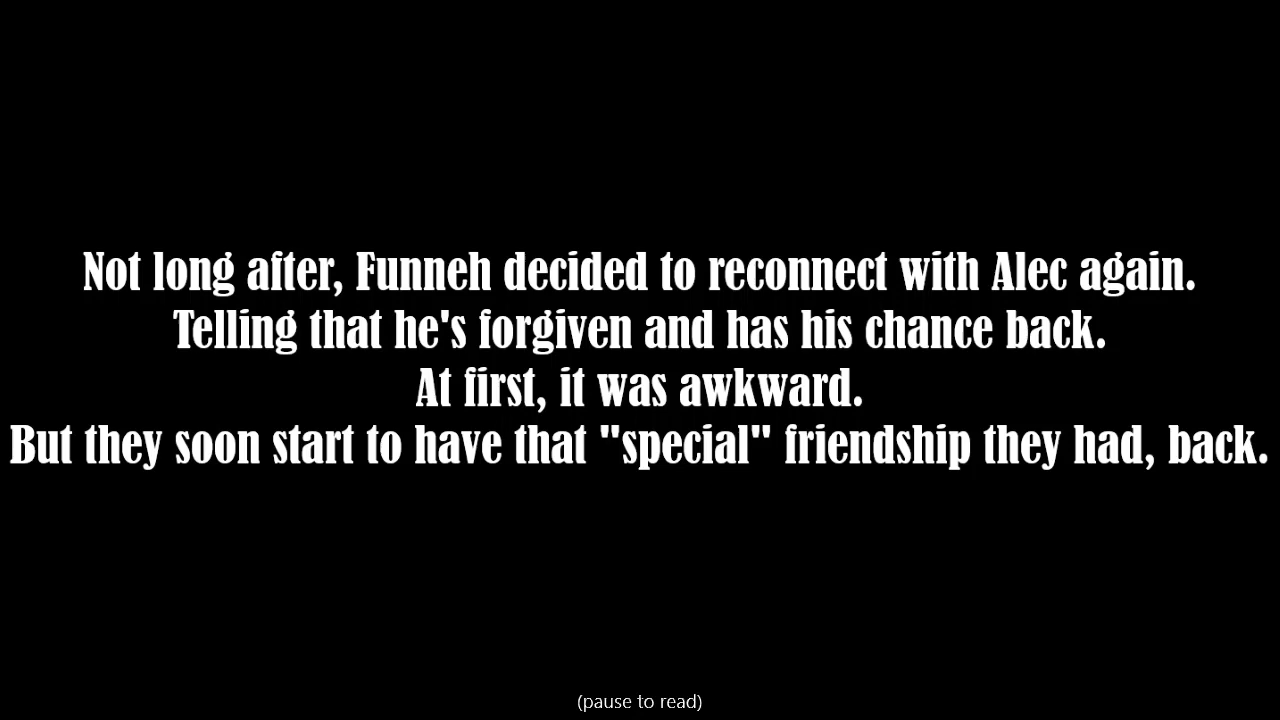 Not long after, Funneh decided to reconnect with Alec again.
Telling that he's forgiven and has his chance back.
At first, it was awkward.
But they soon start to have that "special" friendship they had, back.
(pause to read)